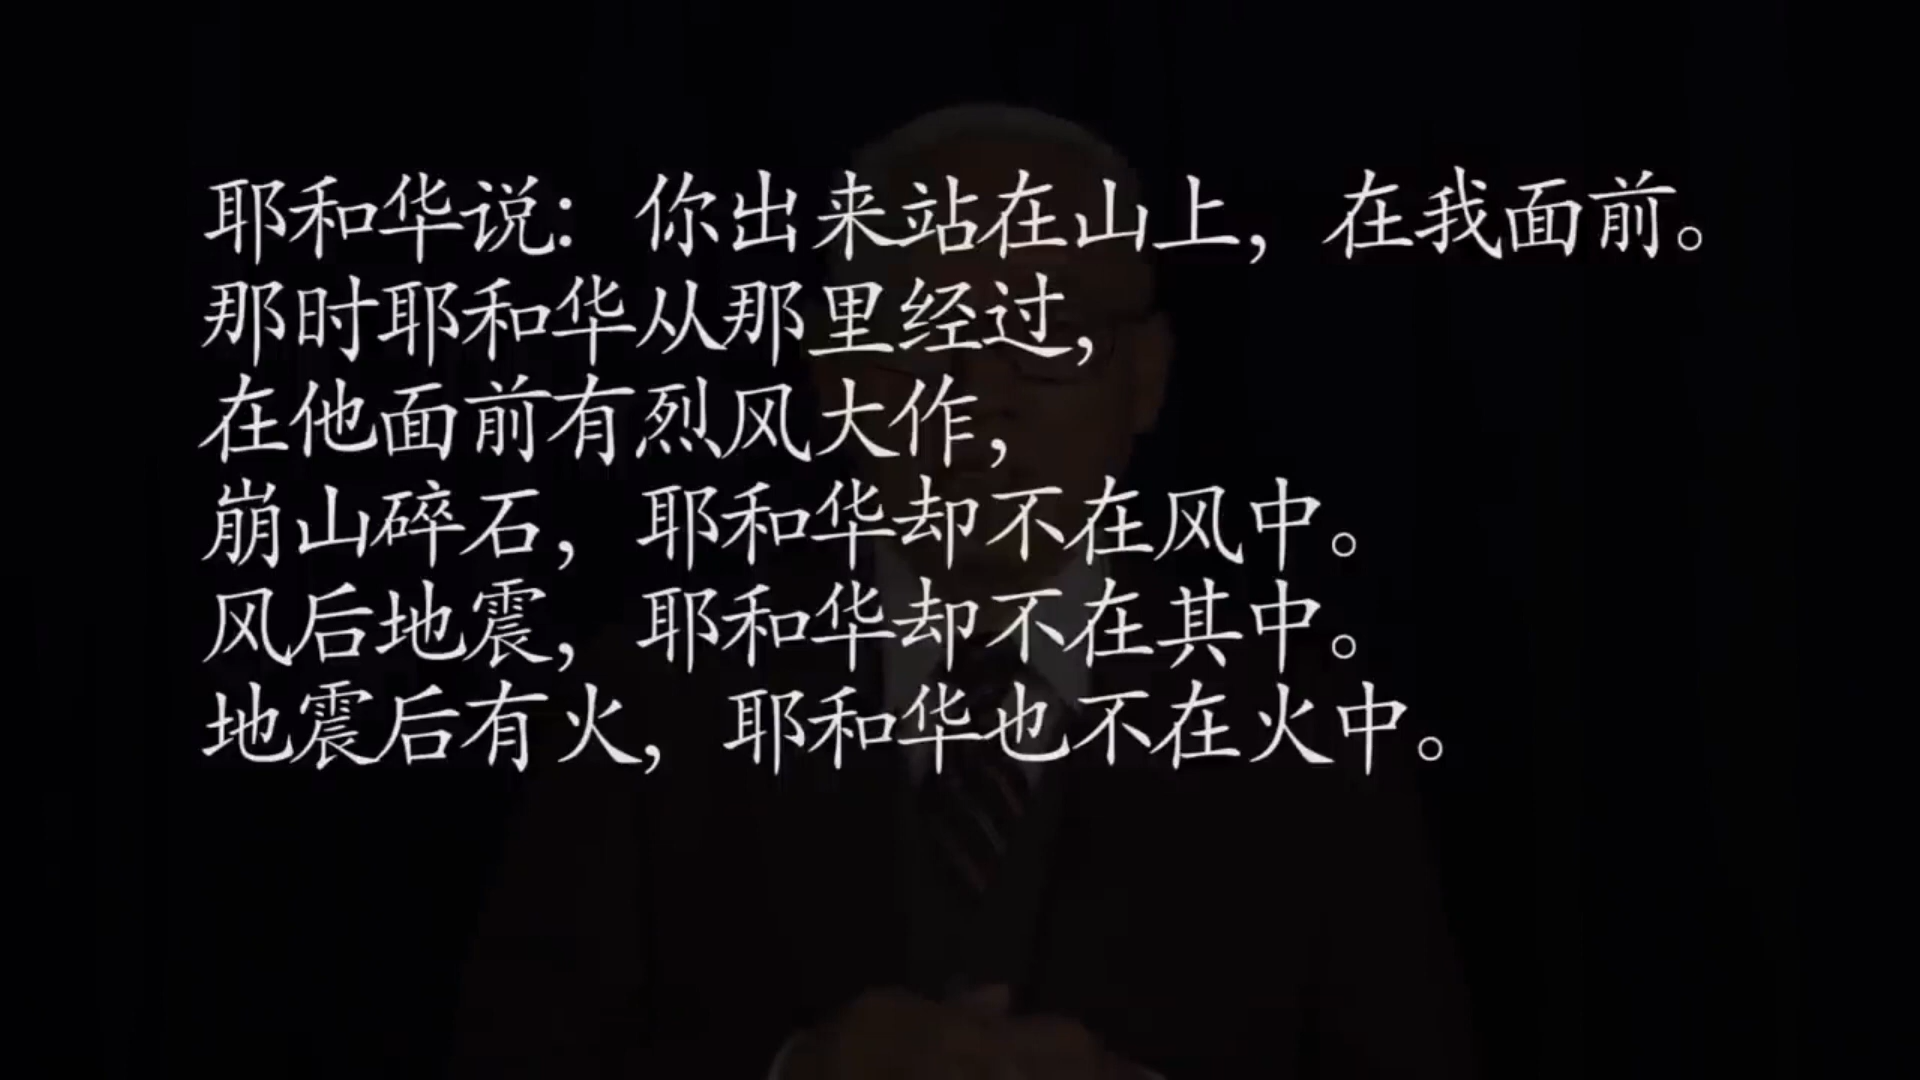 耶和华说：你出来站在山上，在我面前。
那时耶和华从那里经过，
在他面前有烈风大作，
崩山碎石，耶和华却不在风中。
风后地震，耶和华却不在其中。
地震后有火，耶和华也不在火中。